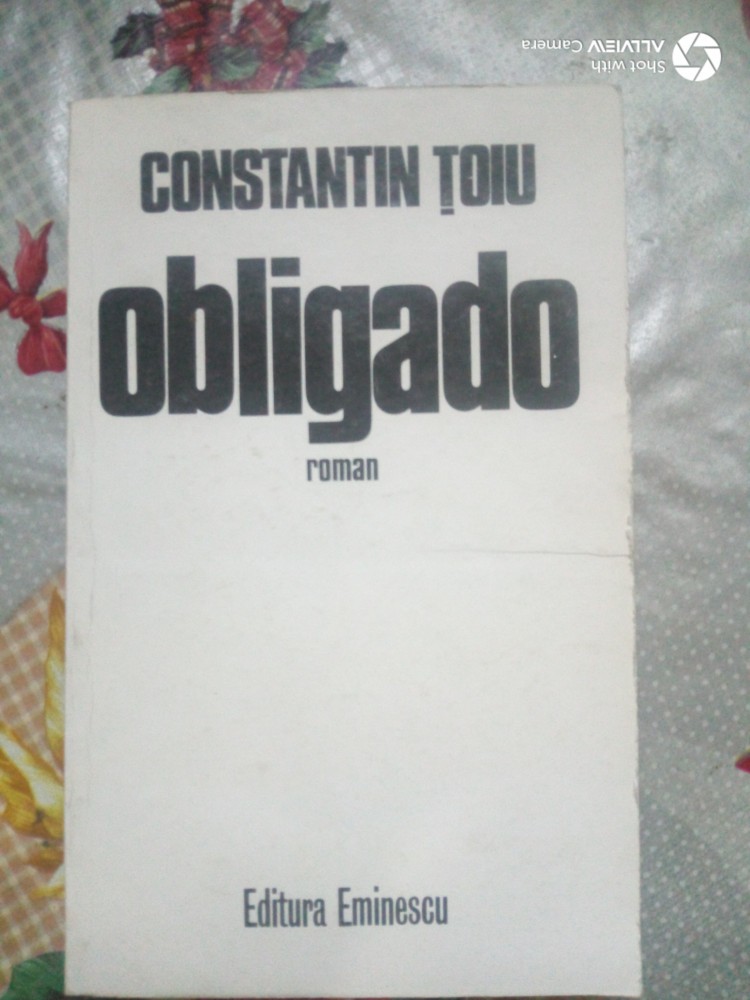 Shot with
ALLVIEW Camera
CONSTANTIN ȚOIU
obligado
roman
Editura Eminescu